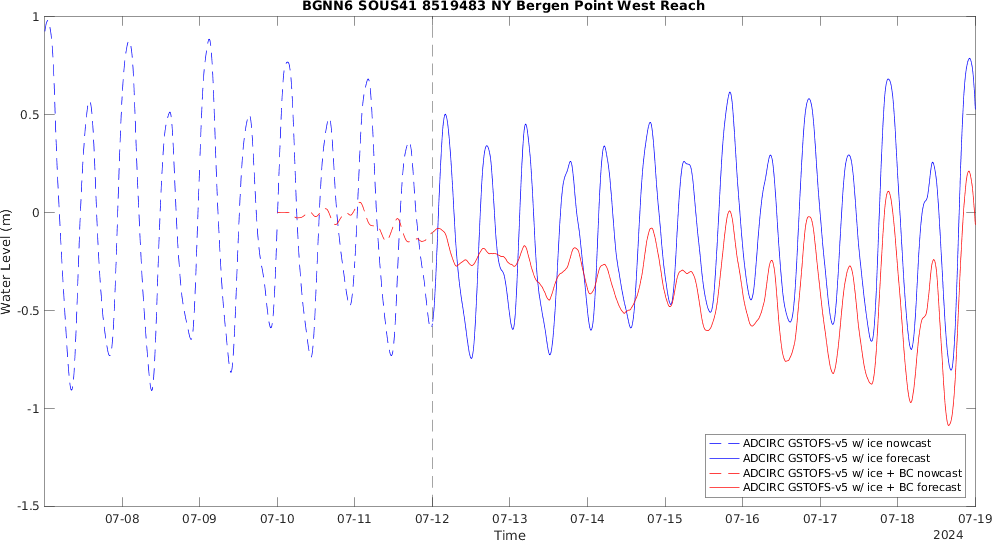 BGNN6 SOUS41 8519483 NY Bergen Point West Reach
Water Level (m)
1
0.5
0
-0.5
-1
-1.5
ADCIRC GSTOFS-v5 w/ ice nowcast
ADCIRC GSTOFS-v5 w/ ice forecast
ADCIRC GSTOFS-v5 w/ ice + BC nowcast
ADCIRC GSTOFS-v5 w/ ice + BC forecast
07-08 07-09 07-10 07-11 07-12 07-13 07-14 07-15 07-16 07-17 07-18 07-19
Time
2024